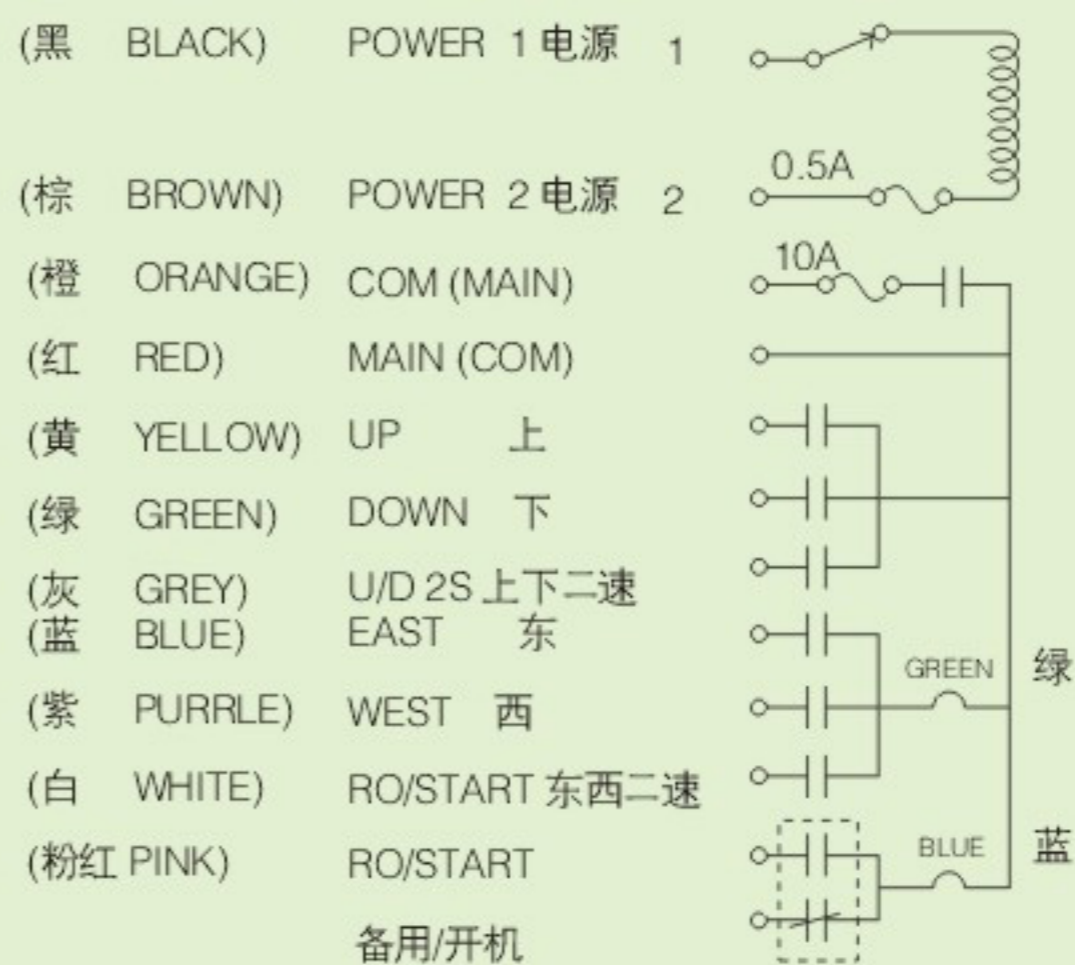 (黑 BLACK) POWER 1 电源 1
0.5A
(棕 BROWN) POWER 2 电源 2
10A
(橙 ORANGE) COM (MAIN)
(红 RED) MAIN (COM)
(黄 YELLOW) UP 上
(绿 GREEN) DOWN 下
(灰 GREY) U/D 2S 上下二速
(蓝 BLUE) EAST 东
GREEN 绿
(紫 PURRLE) WEST 西
(白 WHITE) RO/START 东西二速
BLUE 蓝
(粉红 PINK) RO/START
备用/开机